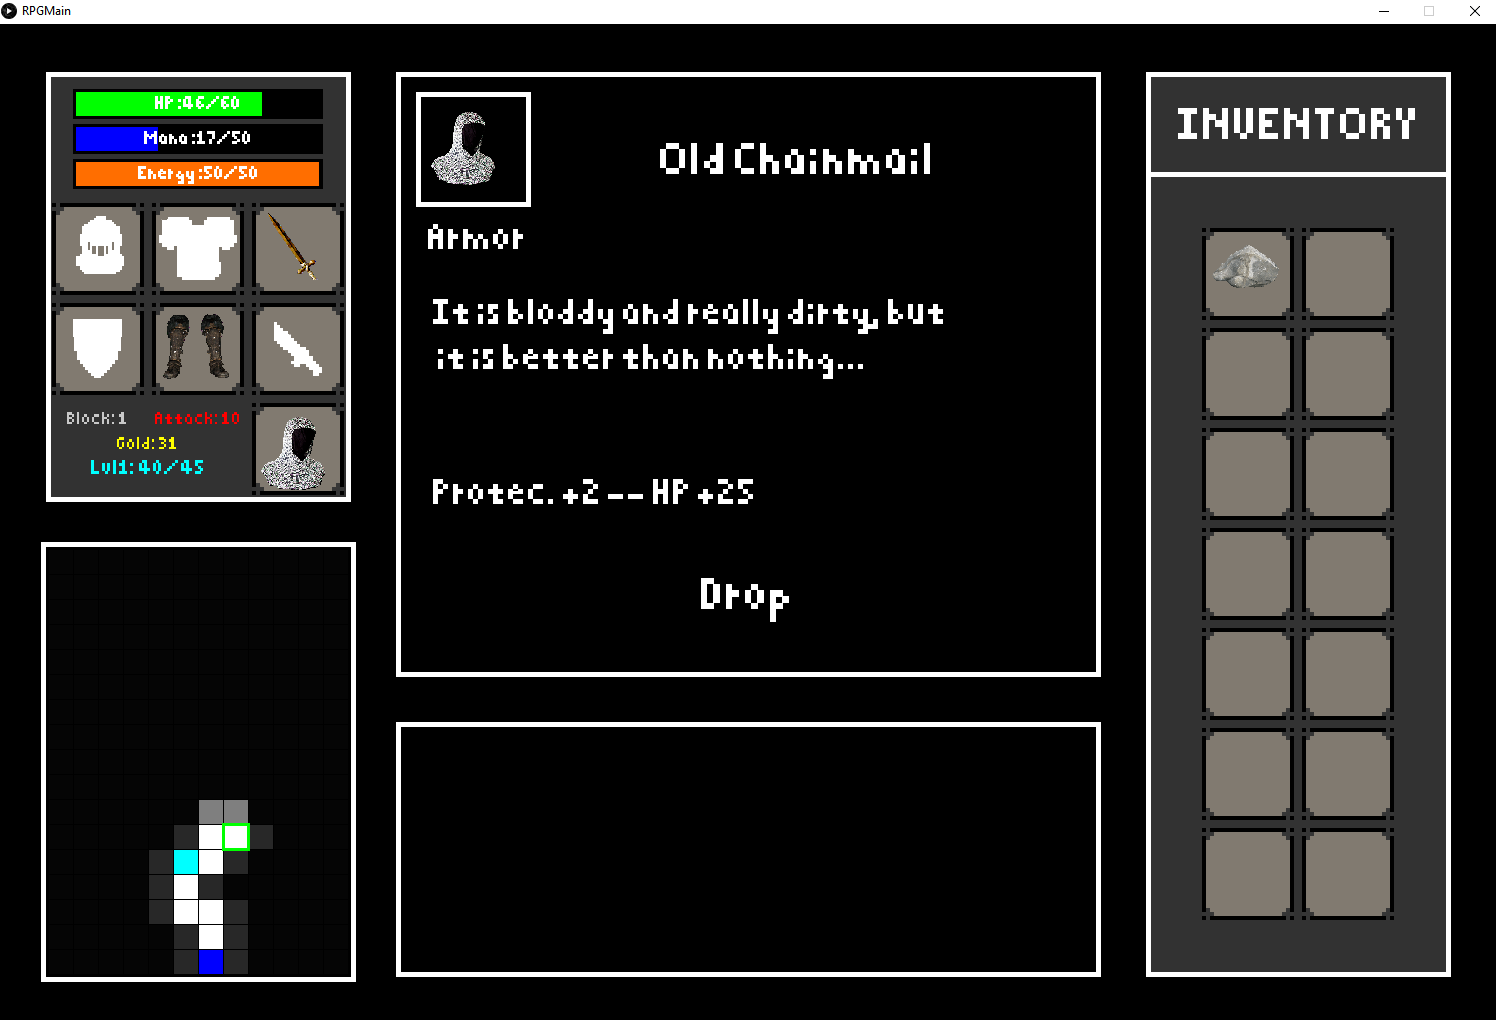 RPGMain
HP:46/60
Mana:17/50
Energy:50/50
Block:1 Attack:10
Gold:31
Lvl1: 40/45
Old Chainmail
Armor
It is bloddy and really dirty, but
it is better than nothing...
Protec. +2 -- HP +25
Drop
INVENTORY